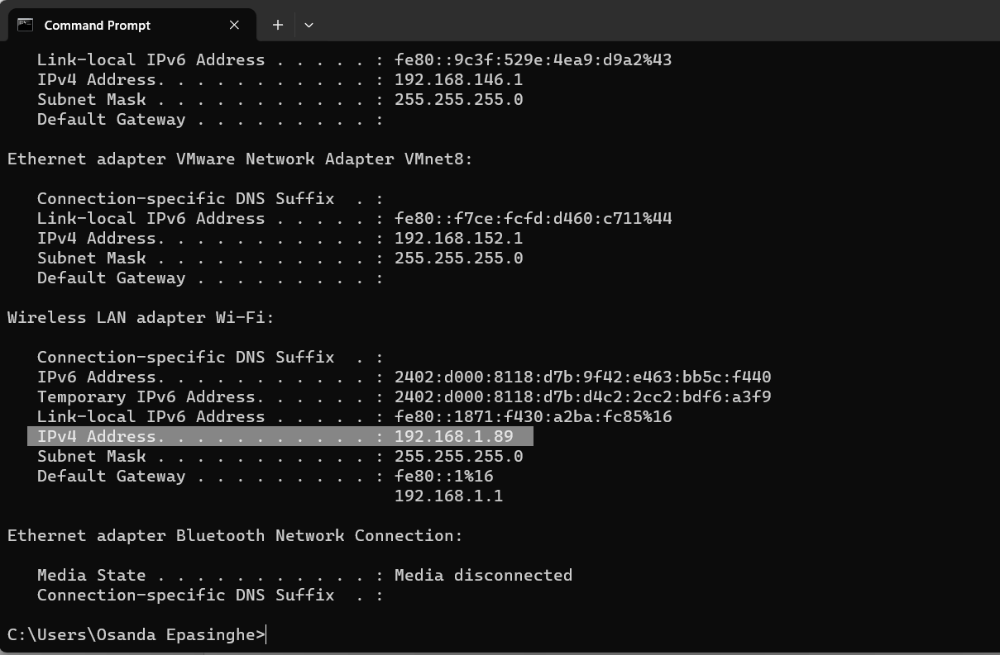 Command Prompt
Link-local IPv6 Address . . . . . : fe80::9c3f:529e:4ea9:d9a2%43
IPv4 Address. . . . . . . . . . . : 192.168.146.1
Subnet Mask . . . . . . . . . . . : 255.255.255.0
Default Gateway . . . . . . . . . :
Ethernet adapter VMware Network Adapter VMnet8:
Connection-specific DNS Suffix  . :
Link-local IPv6 Address . . . . . : fe80::f7ce:fcfd:d460:c711%44
IPv4 Address. . . . . . . . . . . : 192.168.152.1
Subnet Mask . . . . . . . . . . . : 255.255.255.0
Default Gateway . . . . . . . . . :
Wireless LAN adapter Wi-Fi:
Connection-specific DNS Suffix  . :
IPv6 Address. . . . . . . . . . . : 2402:d000:8118:d7b:9f42:e463:bb5c:f440
Temporary IPv6 Address. . . . . . : 2402:d000:8118:d7b:d4c2:2cc2:bdf6:a3f9
Link-local IPv6 Address . . . . . : fe80::1871:f430:a2ba:fc85%16
IPv4 Address. . . . . . . . . . . : 192.168.1.89
Subnet Mask . . . . . . . . . . . : 255.255.255.0
Default Gateway . . . . . . . . . : fe80::1%16
192.168.1.1
Ethernet adapter Bluetooth Network Connection:
Media State . . . . . . . . . . . : Media disconnected
Connection-specific DNS Suffix  . :
C:\Users\Osanda Epasinghe>